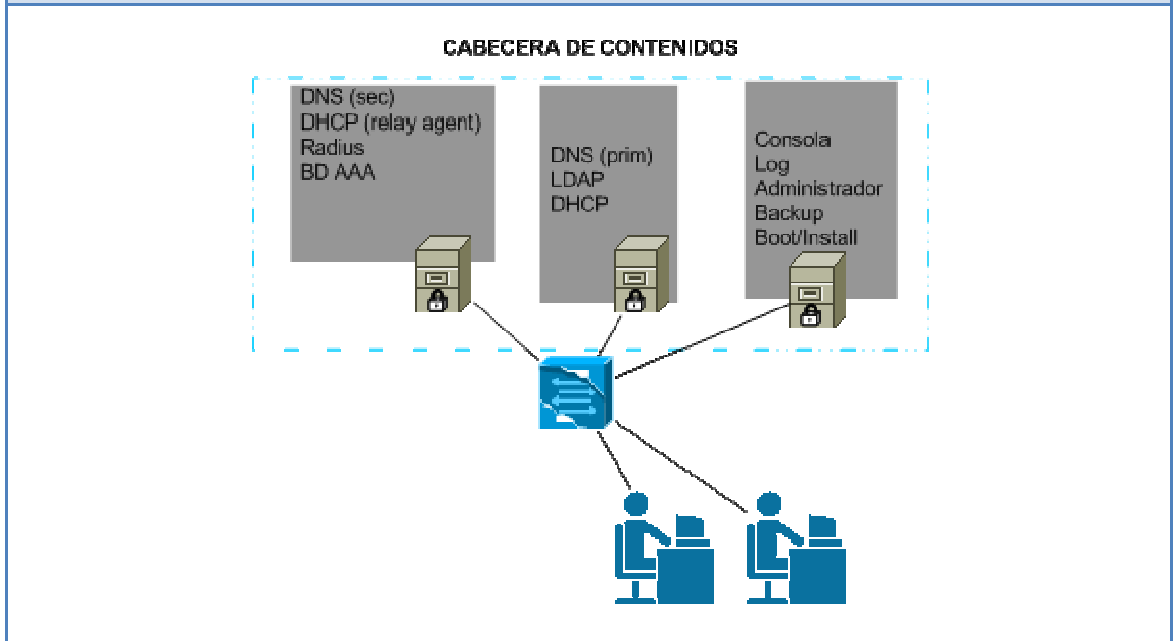 CABECERA DE CONTENIDOS
DNS (sec)
DHCP (relay agent)
Radius
BD AAA
DNS (prim)
LDAP
DHCP
Consola
Log
Administrador
Backup
Boot/Install